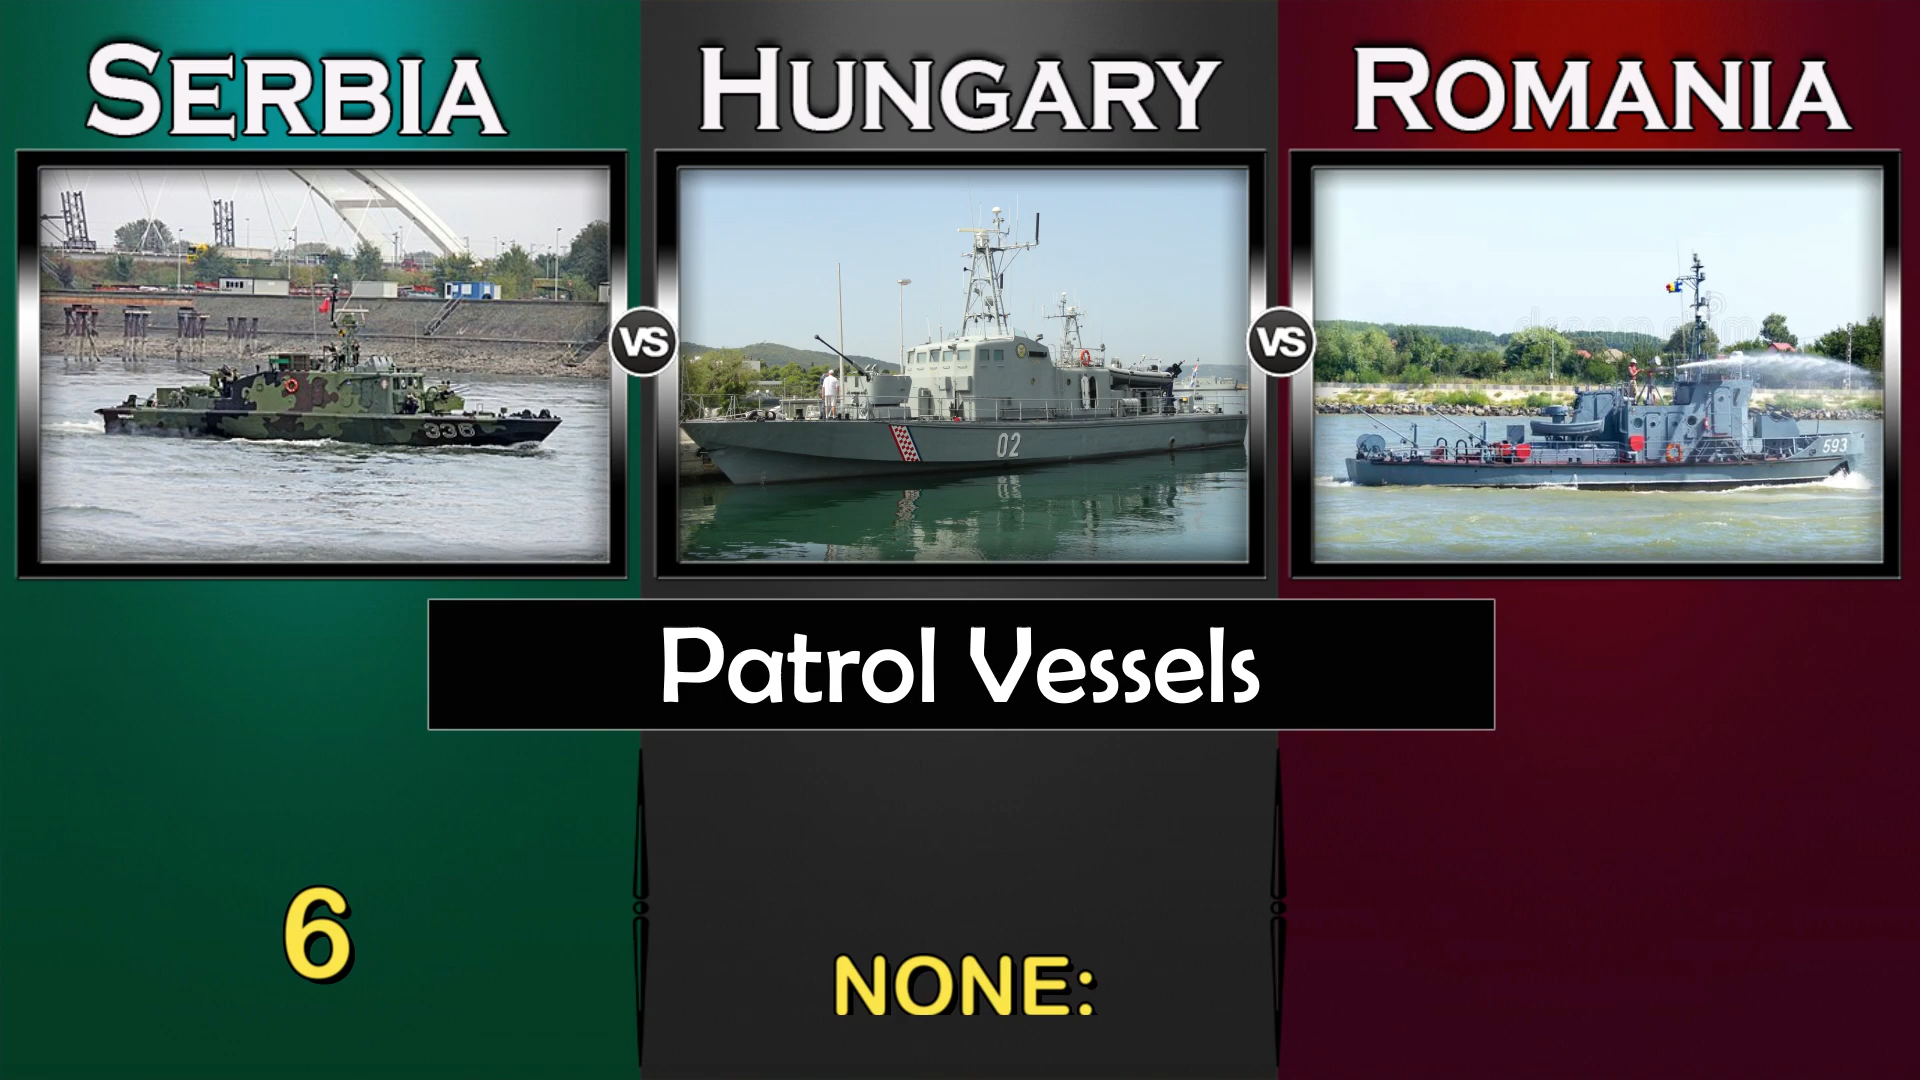 SERBIA
HUNGARY
ROMANIA
VS
VS
336
02
593
Patrol Vessels
6
NONE: